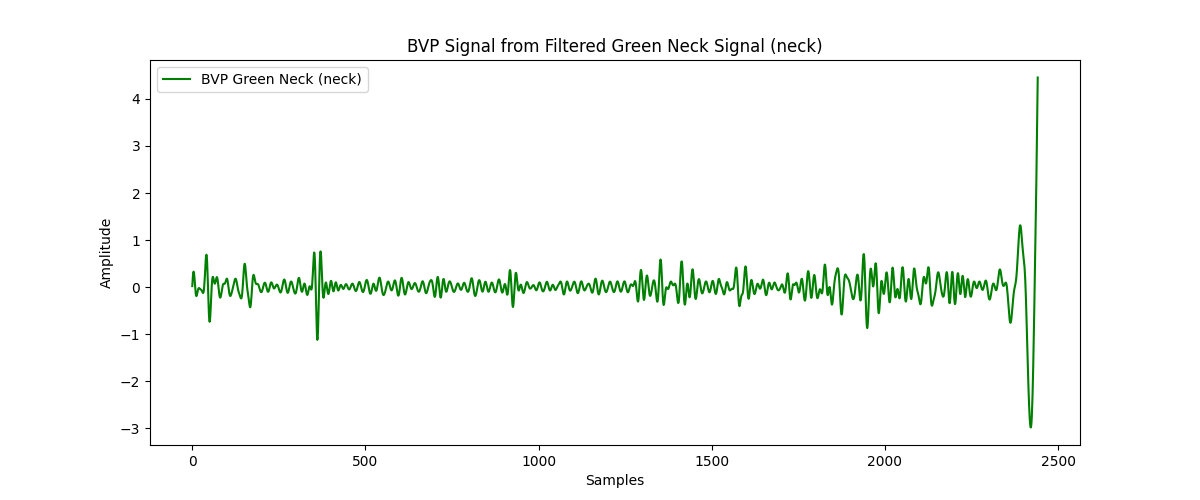 BVP Signal from Filtered Green Neck Signal (neck)
BVP Green Neck (neck)
Amplitude
4
3
2
1
0
−1
−2
−3
0 500 1000 1500 2000 2500
Samples